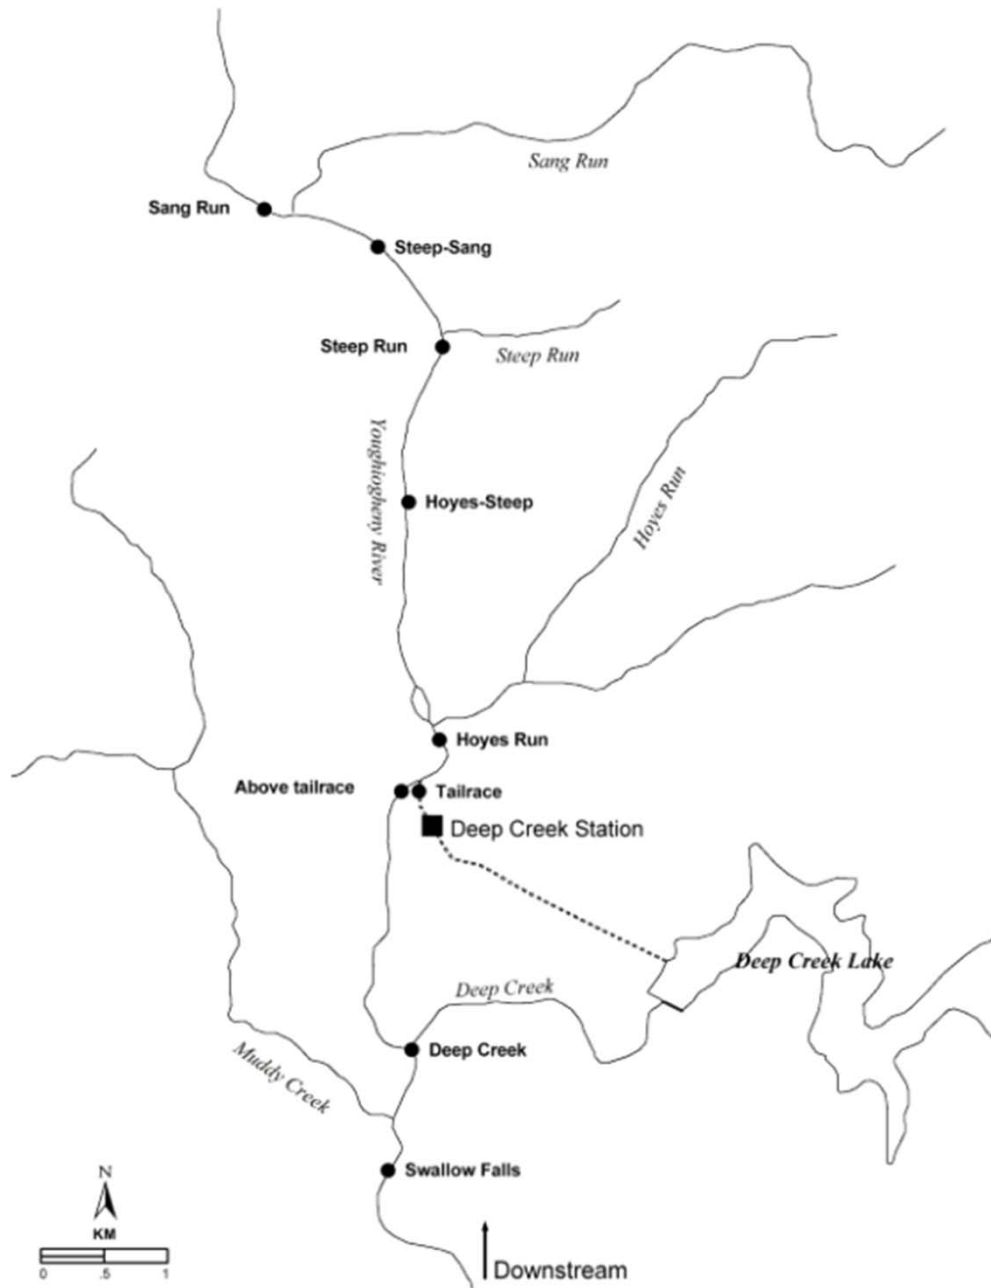 Sang Run
Sang Run
Steep-Sang
Steep Run
Steep Run
Youghiogheny River
Hoyes-Steep
Hoyes Run
Hoyes Run
Above tailrace
Tailrace
Deep Creek Station
Deep Creek Lake
Deep Creek
Deep Creek
Muddy Creek
Swallow Falls
N
KM
0 .5 1
Downstream